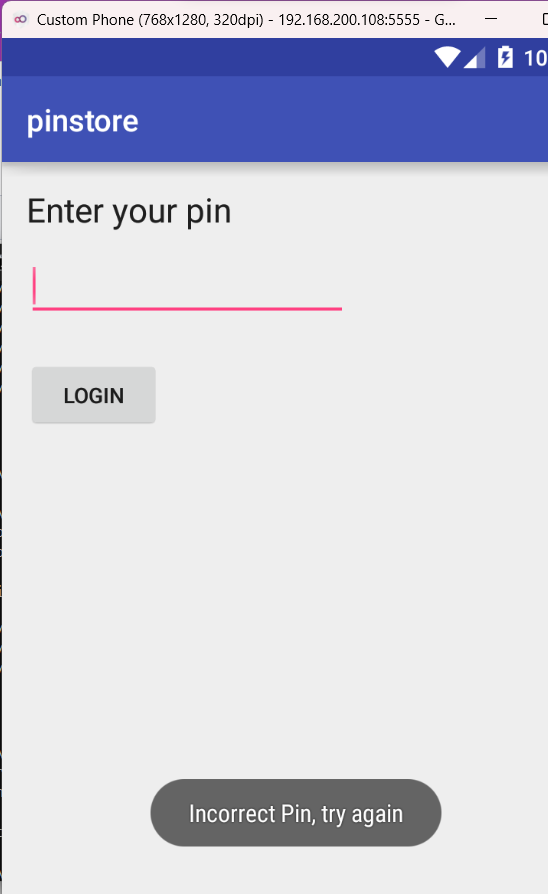 Custom Phone (768x1280, 320dpi) - 192.168.200.108:5555 - G...
10
pinstore
Enter your pin
LOGIN
Incorrect Pin, try again